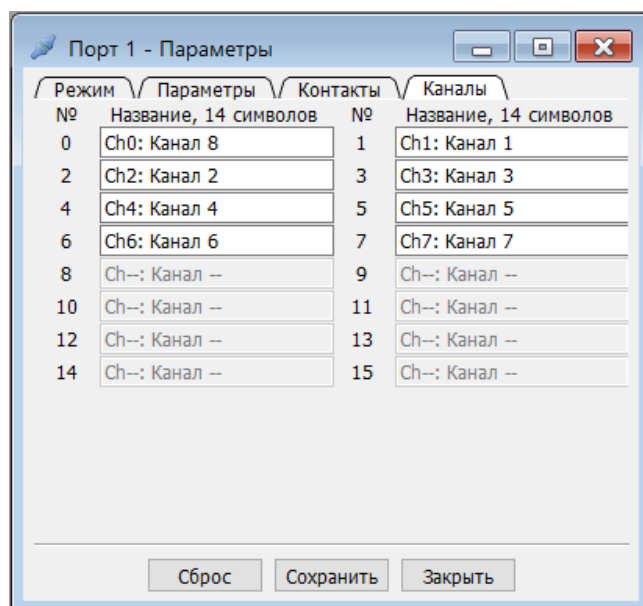 Порт 1 - Параметры
Режим Параметры Контакты Каналы
№ Название, 14 символов № Название, 14 символов
0 Ch0: Канал 8 1 Ch1: Канал 1
2 Ch2: Канал 2 3 Ch3: Канал 3
4 Ch4: Канал 4 5 Ch5: Канал 5
6 Ch6: Канал 6 7 Ch7: Канал 7
8 Ch--: Канал -- 9 Ch--: Канал --
10 Ch--: Канал -- 11 Ch--: Канал --
12 Ch--: Канал -- 13 Ch--: Канал --
14 Ch--: Канал -- 15 Ch--: Канал --
Сброс Сохранить Закрыть